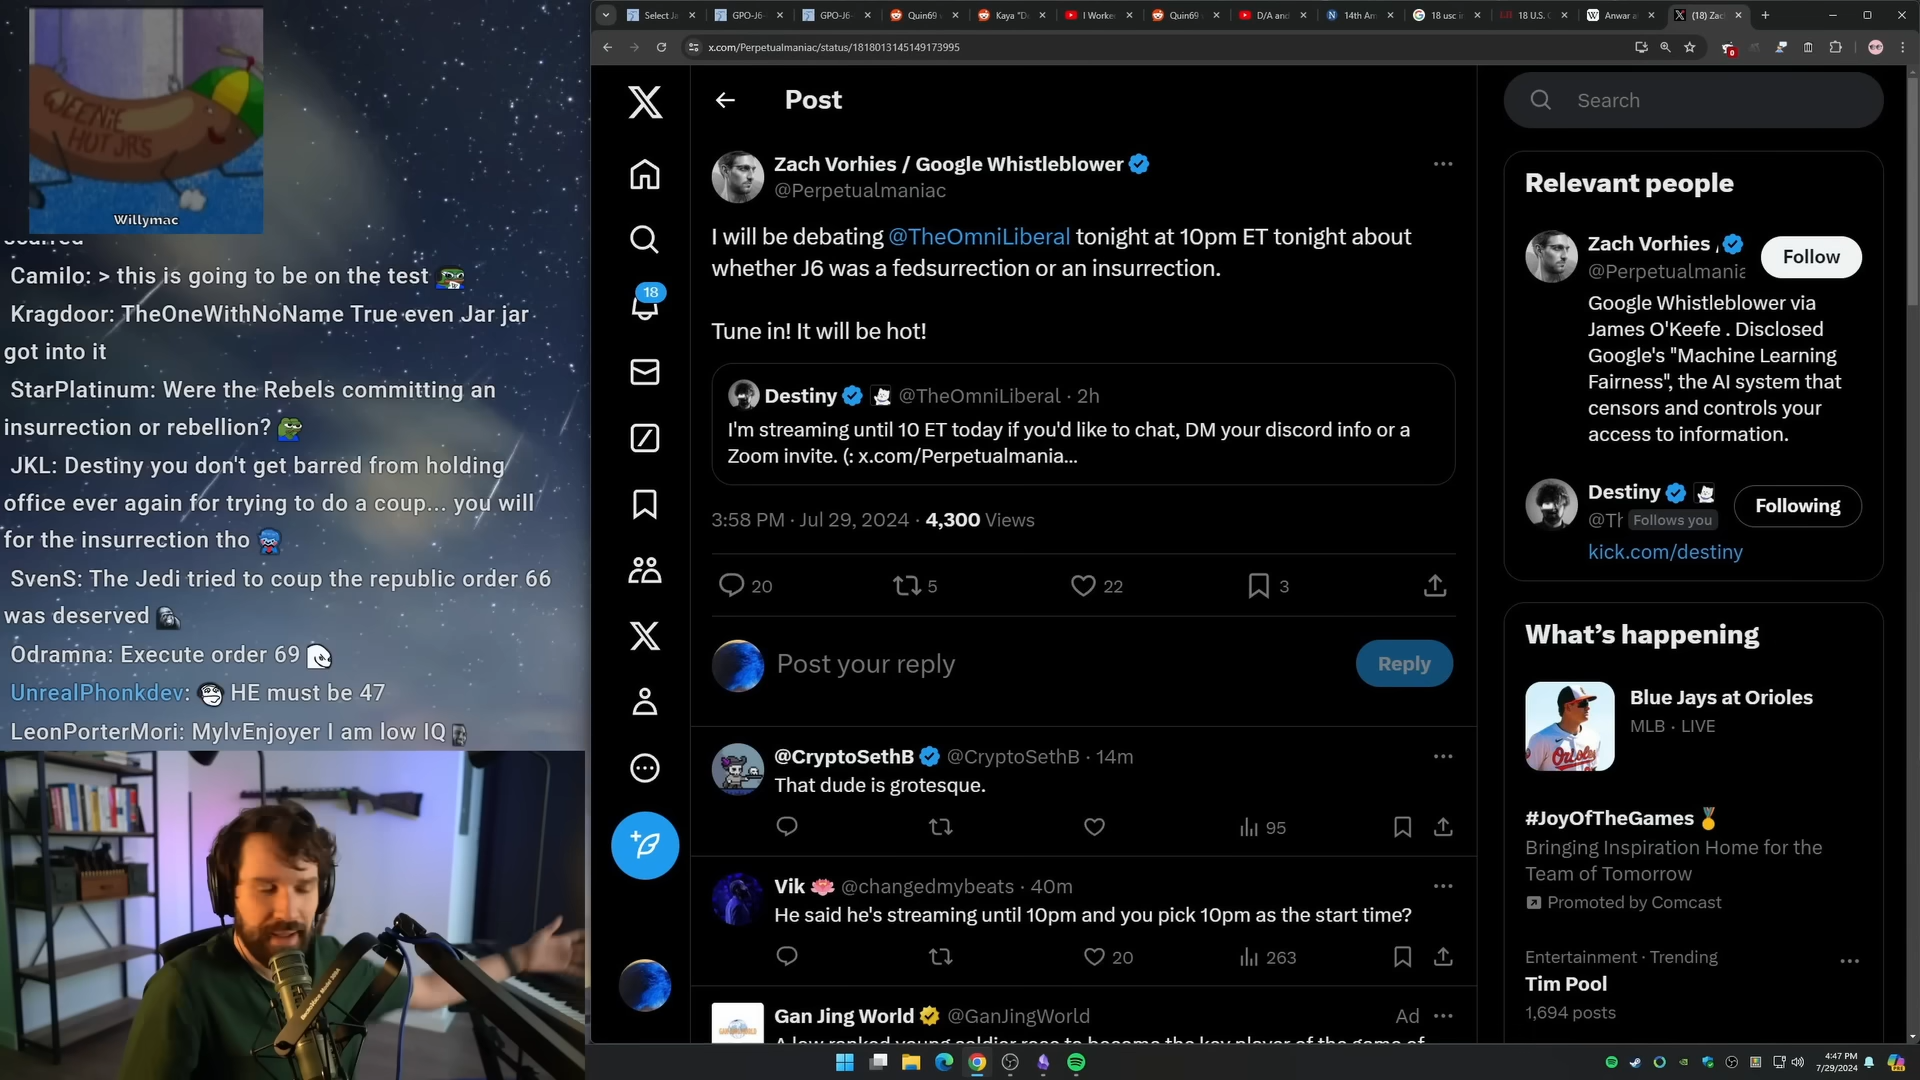 WEENIE
HUT JR'S
Willymac
scarred
Camilo: > this is going to be on the test
Kragdoor: TheOneWithNoName True even Jar jar
got into it
StarPlatinum: Were the Rebels committing an
insurrection or rebellion?
JKL: Destiny you don't get barred from holding
office ever again for trying to do a coup... you will
for the insurrection tho
SvenS: The Jedi tried to coup the republic order 66
was deserved
Odramna: Execute order 69
UnrealPhonkdev: HE must be 47
LeonPorterMori: MylvEnjoyer I am low IQ
Select Ja
GPO-J6-
GPO-J6-
Quin69
Kaya "D
I Worke
Quin69
D/A and
14th Am
18 usc i
18 U.S.
Anwar a
(18) Zac
x.com/Perpetualmaniac/status/1818013145149173995
18
Post
Zach Vorhies / Google Whistleblower
@Perpetualmaniac
I will be debating @TheOmniLiberal tonight at 10pm ET tonight about
whether J6 was a fedsurrection or an insurrection.
Tune in! It will be hot!
Destiny @TheOmniLiberal · 2h
I'm streaming until 10 ET today if you'd like to chat, DM your discord info or a
Zoom invite. (: x.com/Perpetualmania...
3:58 PM · Jul 29, 2024 · 4,300 Views
20 5 22 3
Post your reply
Reply
@CryptoSethB @CryptoSethB · 14m
That dude is grotesque.
95
Vik @changedmybeats · 40m
He said he's streaming until 10pm and you pick 10pm as the start time?
20 263
Gan Jing World @GanJingWorld Ad
A low ranked young soldier rose to become the key player of the game of
Search
Relevant people
Zach Vorhies
@Perpetualmania
Follow
Google Whistleblower via
James O'Keefe . Disclosed
Google's "Machine Learning
Fairness", the AI system that
censors and controls your
access to information.
Destiny
@Th Follows you
Following
kick.com/destiny
What's happening
Blue Jays at Orioles
MLB · LIVE
#JoyOfTheGames
Bringing Inspiration Home for the
Team of Tomorrow
Promoted by Comcast
Entertainment · Trending
Tim Pool
1,694 posts
4:47 PM
7/29/2024